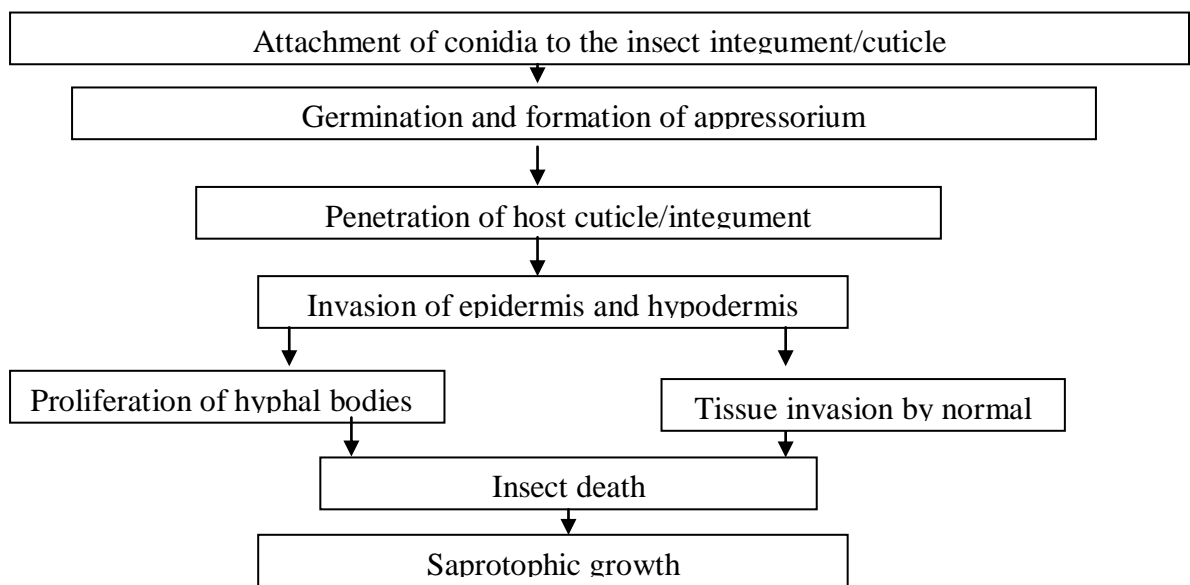 Attachment of conidia to the insect integument/cuticle
Germination and formation of appressorium
Penetration of host cuticle/integument
Invasion of epidermis and hypodermis
Proliferation of hyphal bodies
Tissue invasion by normal
Insect death
Saprotophic growth